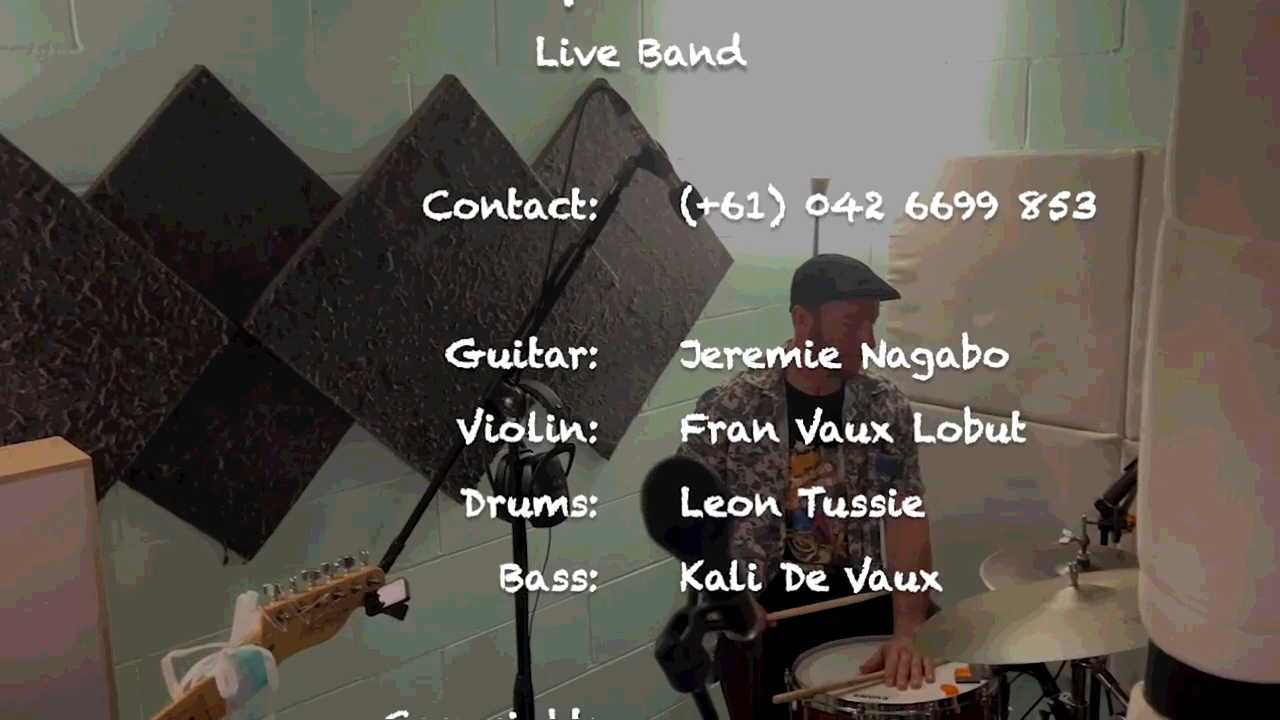 Live Band
Contact: (+61) 042 6699 853
Guitar: Jeremie Nagabo
Violin: Fran Vaux Lobut
Drums: Leon Tussie
Bass: Kali De Vaux